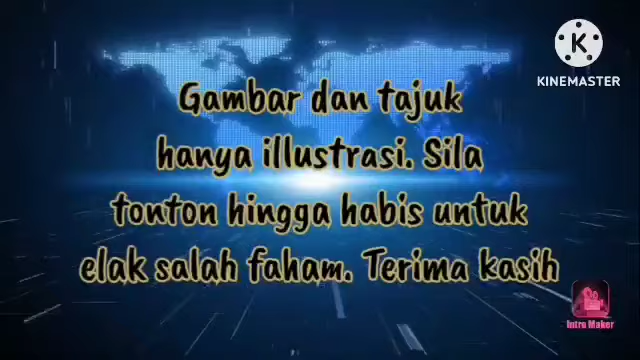 KINEMASTER
Gambar dan tajuk
hanya illustrasi. Sila
tonton hingga habis untuk
elak salah faham. Terima kasih
Intro Maker